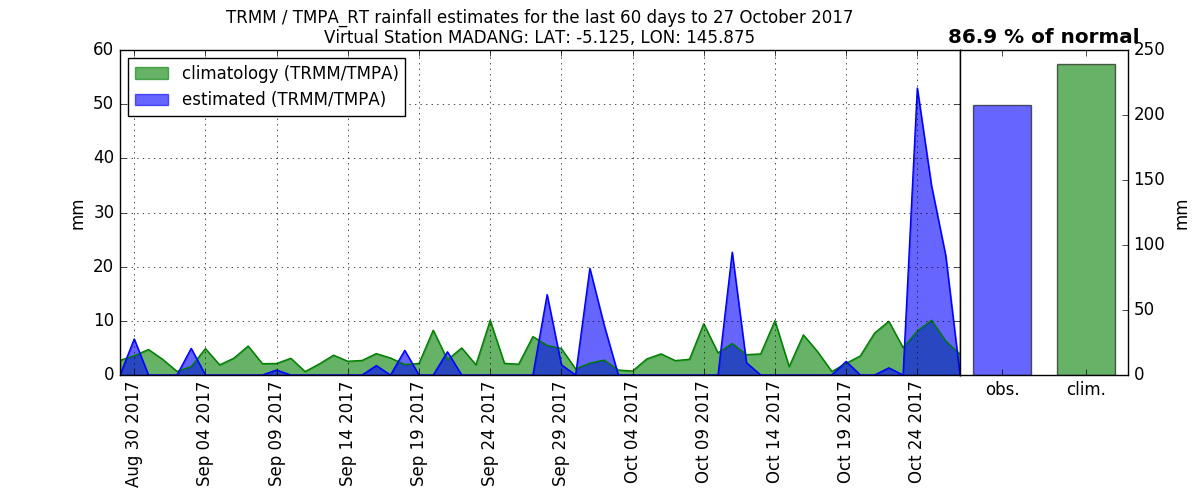 TRMM / TMPA_RT rainfall estimates for the last 60 days to 27 October 2017
Virtual Station MADANG: LAT: -5.125, LON: 145.875
86.9 % of normal
climatology (TRMM/TMPA)
estimated (TRMM/TMPA)
mm
60
50
40
30
20
10
0
Aug 30 2017
Sep 04 2017
Sep 09 2017
Sep 14 2017
Sep 19 2017
Sep 24 2017
Sep 29 2017
Oct 04 2017
Oct 09 2017
Oct 14 2017
Oct 19 2017
Oct 24 2017
obs.
clim.
250
200
150
100
50
0
mm